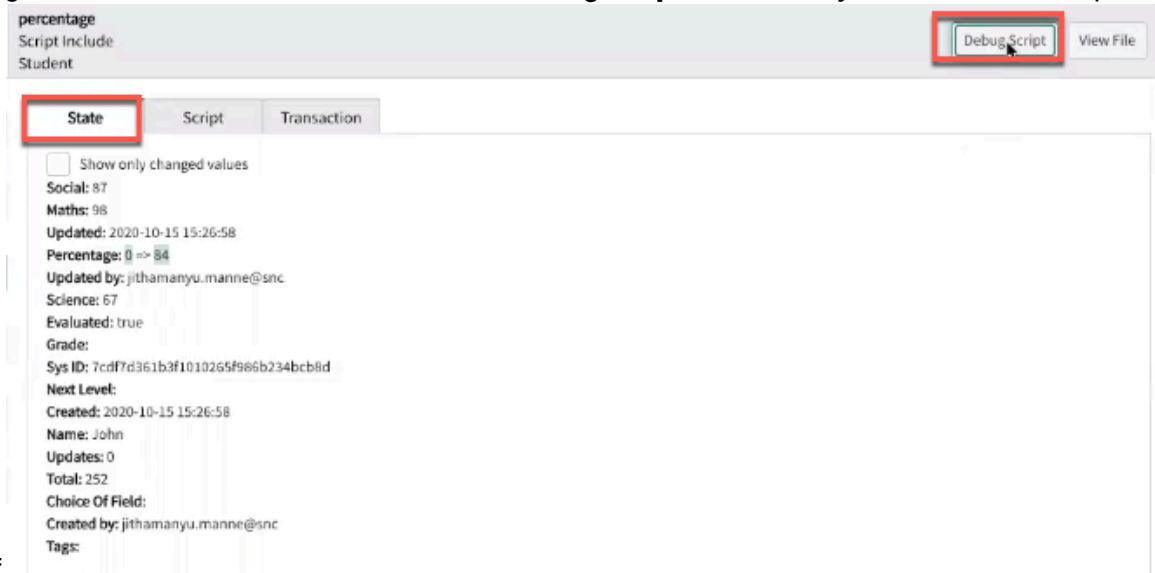 percentage
Script Include
Student
Debug Script
View File
State
Script
Transaction
Show only changed values
Social: 87
Maths: 98
Updated: 2020-10-15 15:26:58
Percentage: 0 => 84
Updated by: jithamanyu.manne@snc
Science: 67
Evaluated: true
Grade:
Sys ID: 7cdf7d361b3f1010265f986b234bcb8d
Next Level:
Created: 2020-10-15 15:26:58
Name: John
Updates: 0
Total: 252
Choice Of Field:
Created by: jithamanyu.manne@snc
Tags: